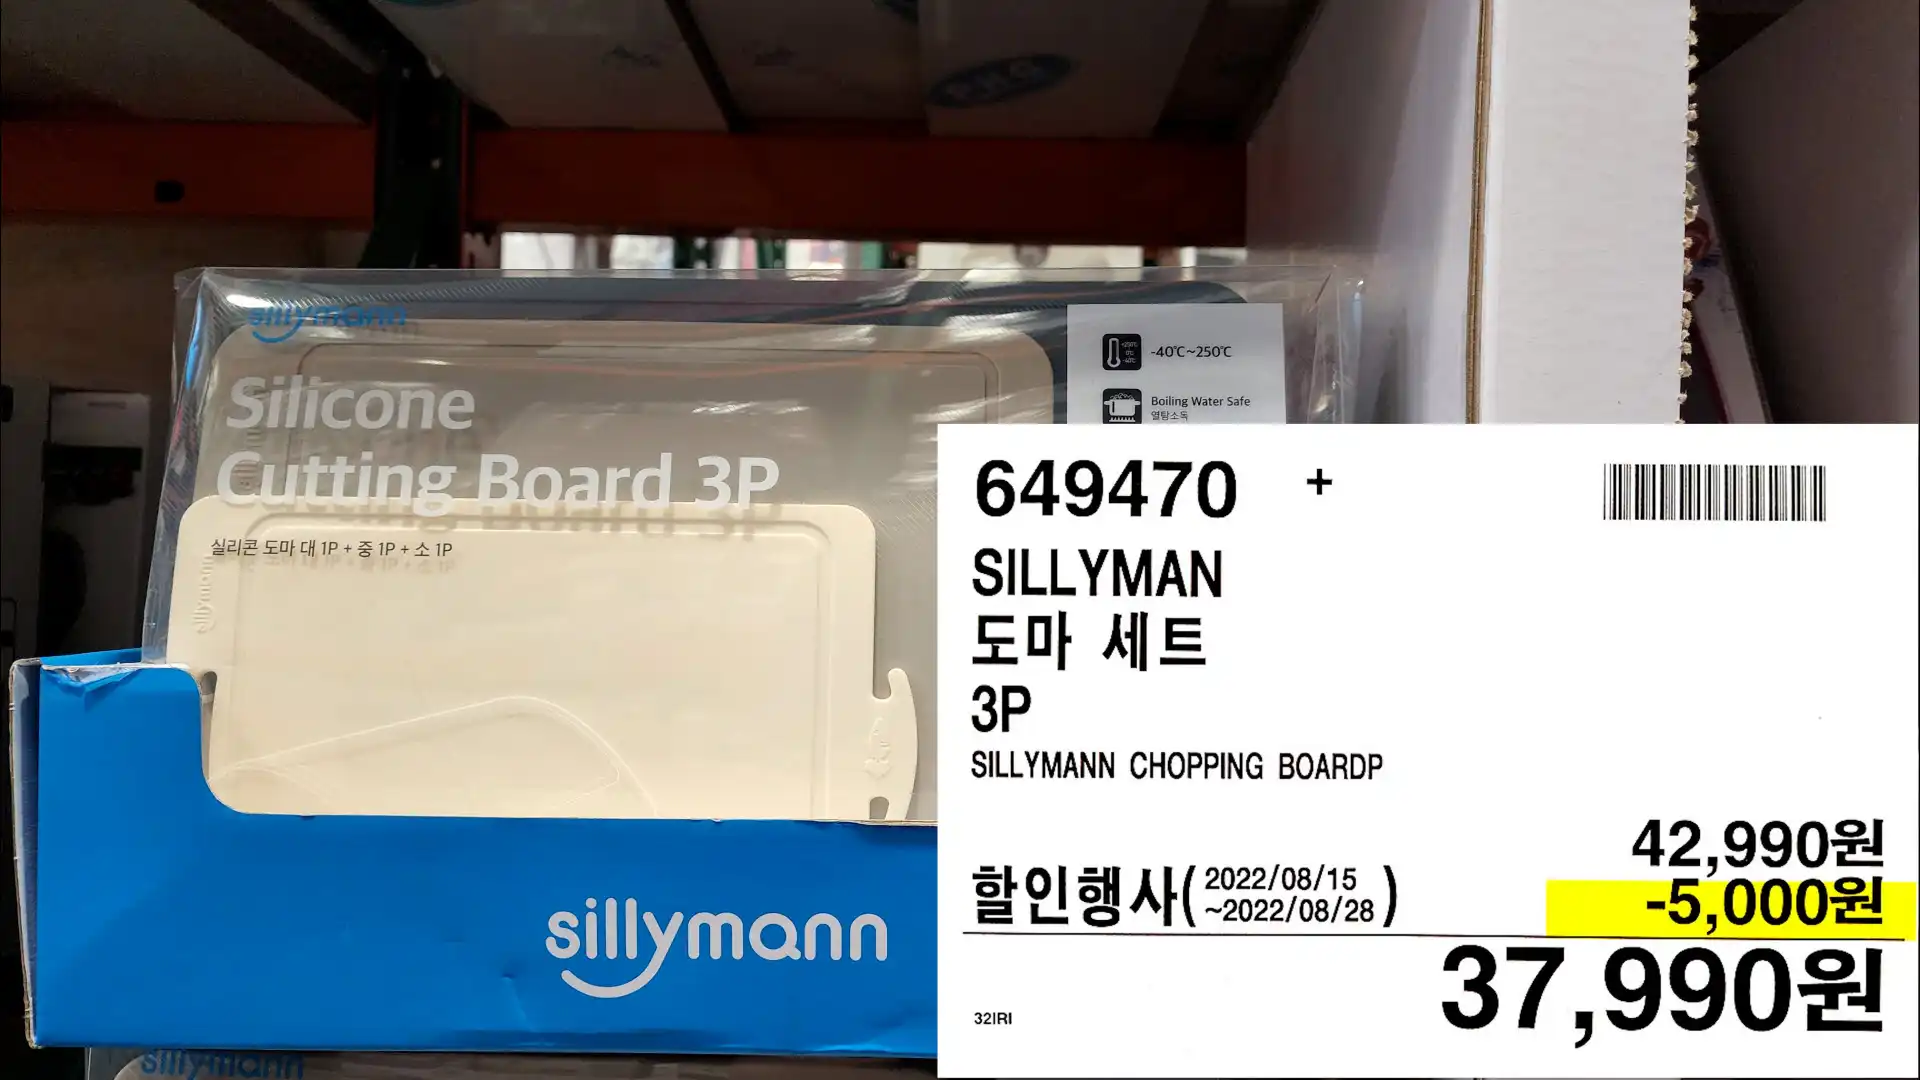 sillymann
Silicone
Cutting Board 3P
실리콘 도마 대 1P + 중 1P + 소 1P
sillymann
-40℃~250℃
Boiling Water Safe
열탕소독
sillymann
sillymann
649470 +
SILLYMAN
도마 세트
3P
SILLYMANN CHOPPING BOARDP
42,990원
할인행사( 2022/08/15 ~2022/08/28 ) -5,000원
37,990원
32IRI